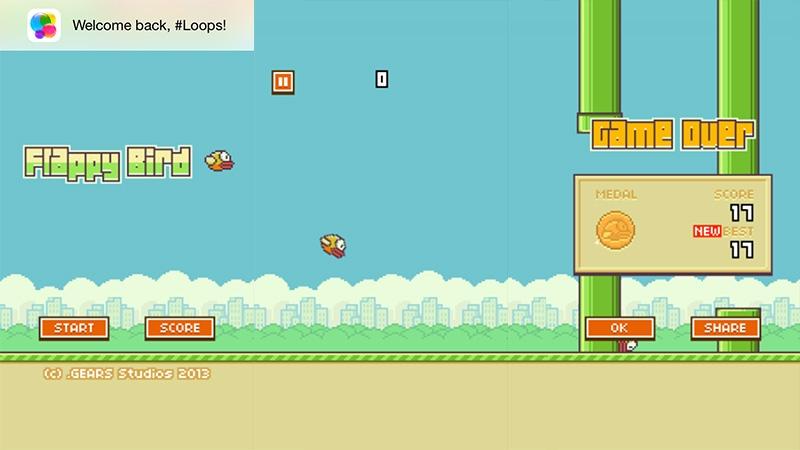 Welcome back, #Loops!
Flappy Bird
START
SCORE
(c) .GEARS Studios 2013
0
Game Over
MEDAL
SCORE
17
NEW BEST
17
OK
SHARE